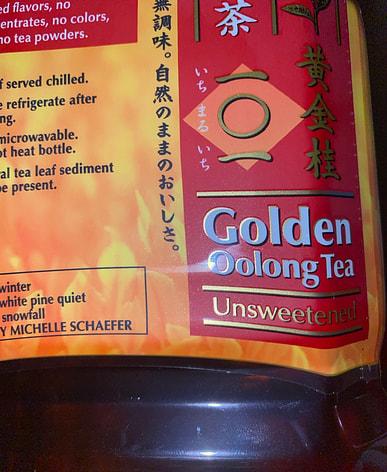 ed flavors, no
entrates, no colors,
no tea powders.
f served chilled.
e refrigerate after
ng.
microwavable.
ot heat bottle.
al tea leaf sediment
be present.
winter
white pine quiet
snowfall
Y MICHELLE SCHAEFER
無調味。自然のままのおいしさ。
茶
いちまるいち
一〇一
黄金桂
Golden
Oolong Tea
Unsweetened